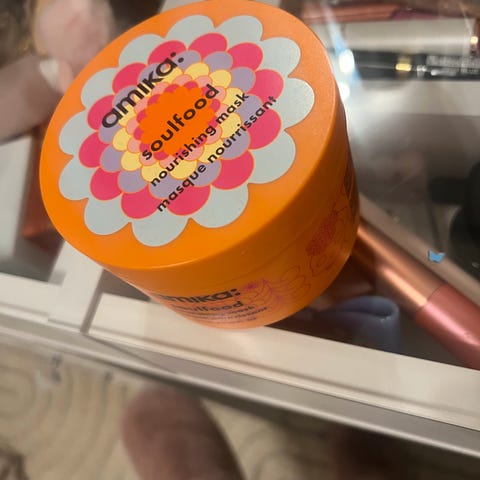 amika:
soulfood
nourishing mask
masque nourrissant
amika:
soulfood